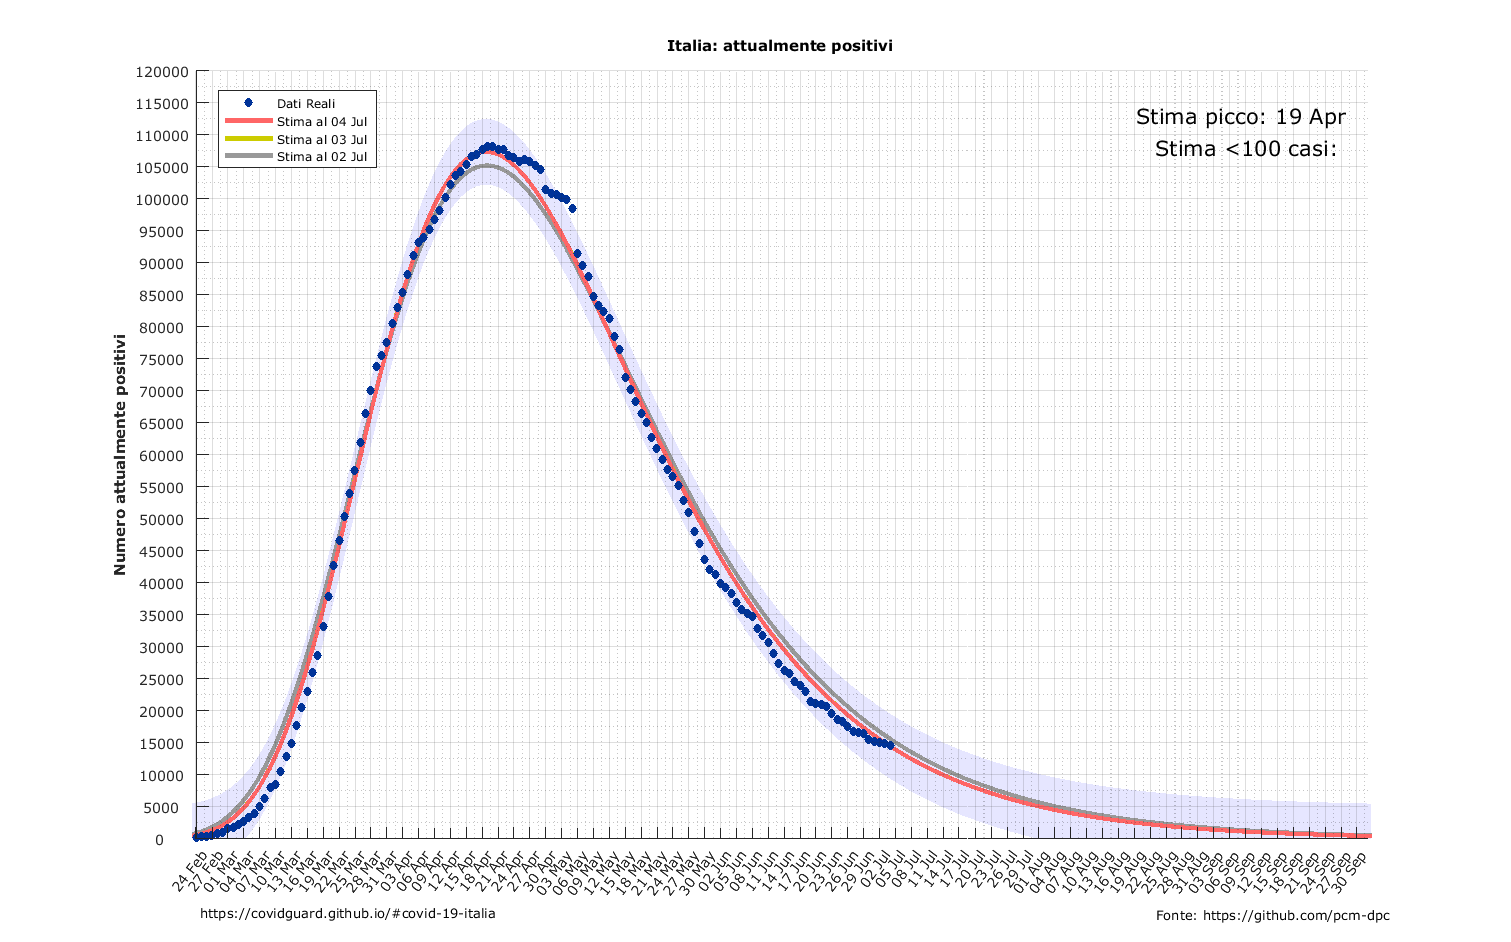 Italia: attualmente positivi
120000
115000
110000
105000
100000
95000
90000
85000
80000
75000
70000
65000
60000
55000
50000
45000
40000
35000
30000
25000
20000
15000
10000
5000
0
Numero attualmente positivi
Dati Reali
Stima al 04 Jul
Stima al 03 Jul
Stima al 02 Jul
Stima picco: 19 Apr
Stima <100 casi:
24 Feb
27 Feb
01 Mar
04 Mar
07 Mar
10 Mar
13 Mar
16 Mar
19 Mar
22 Mar
25 Mar
28 Mar
31 Mar
03 Apr
06 Apr
09 Apr
12 Apr
15 Apr
18 Apr
21 Apr
24 Apr
27 Apr
30 Apr
03 May
06 May
09 May
12 May
15 May
18 May
21 May
24 May
27 May
30 May
02 Jun
05 Jun
08 Jun
11 Jun
14 Jun
17 Jun
20 Jun
23 Jun
26 Jun
29 Jun
02 Jul
05 Jul
08 Jul
11 Jul
14 Jul
17 Jul
20 Jul
23 Jul
26 Jul
29 Jul
01 Aug
04 Aug
07 Aug
10 Aug
13 Aug
16 Aug
19 Aug
22 Aug
25 Aug
28 Aug
31 Aug
03 Sep
06 Sep
09 Sep
12 Sep
15 Sep
18 Sep
21 Sep
24 Sep
27 Sep
30 Sep
https://covidguard.github.io/#covid-19-italia
Fonte: https://github.com/pcm-dpc